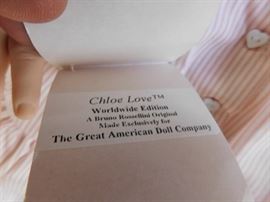 Chloe Love™
Worldwide Edition
A Bruno Rossellini Original
Made Exclusively for
The Great American Doll Company